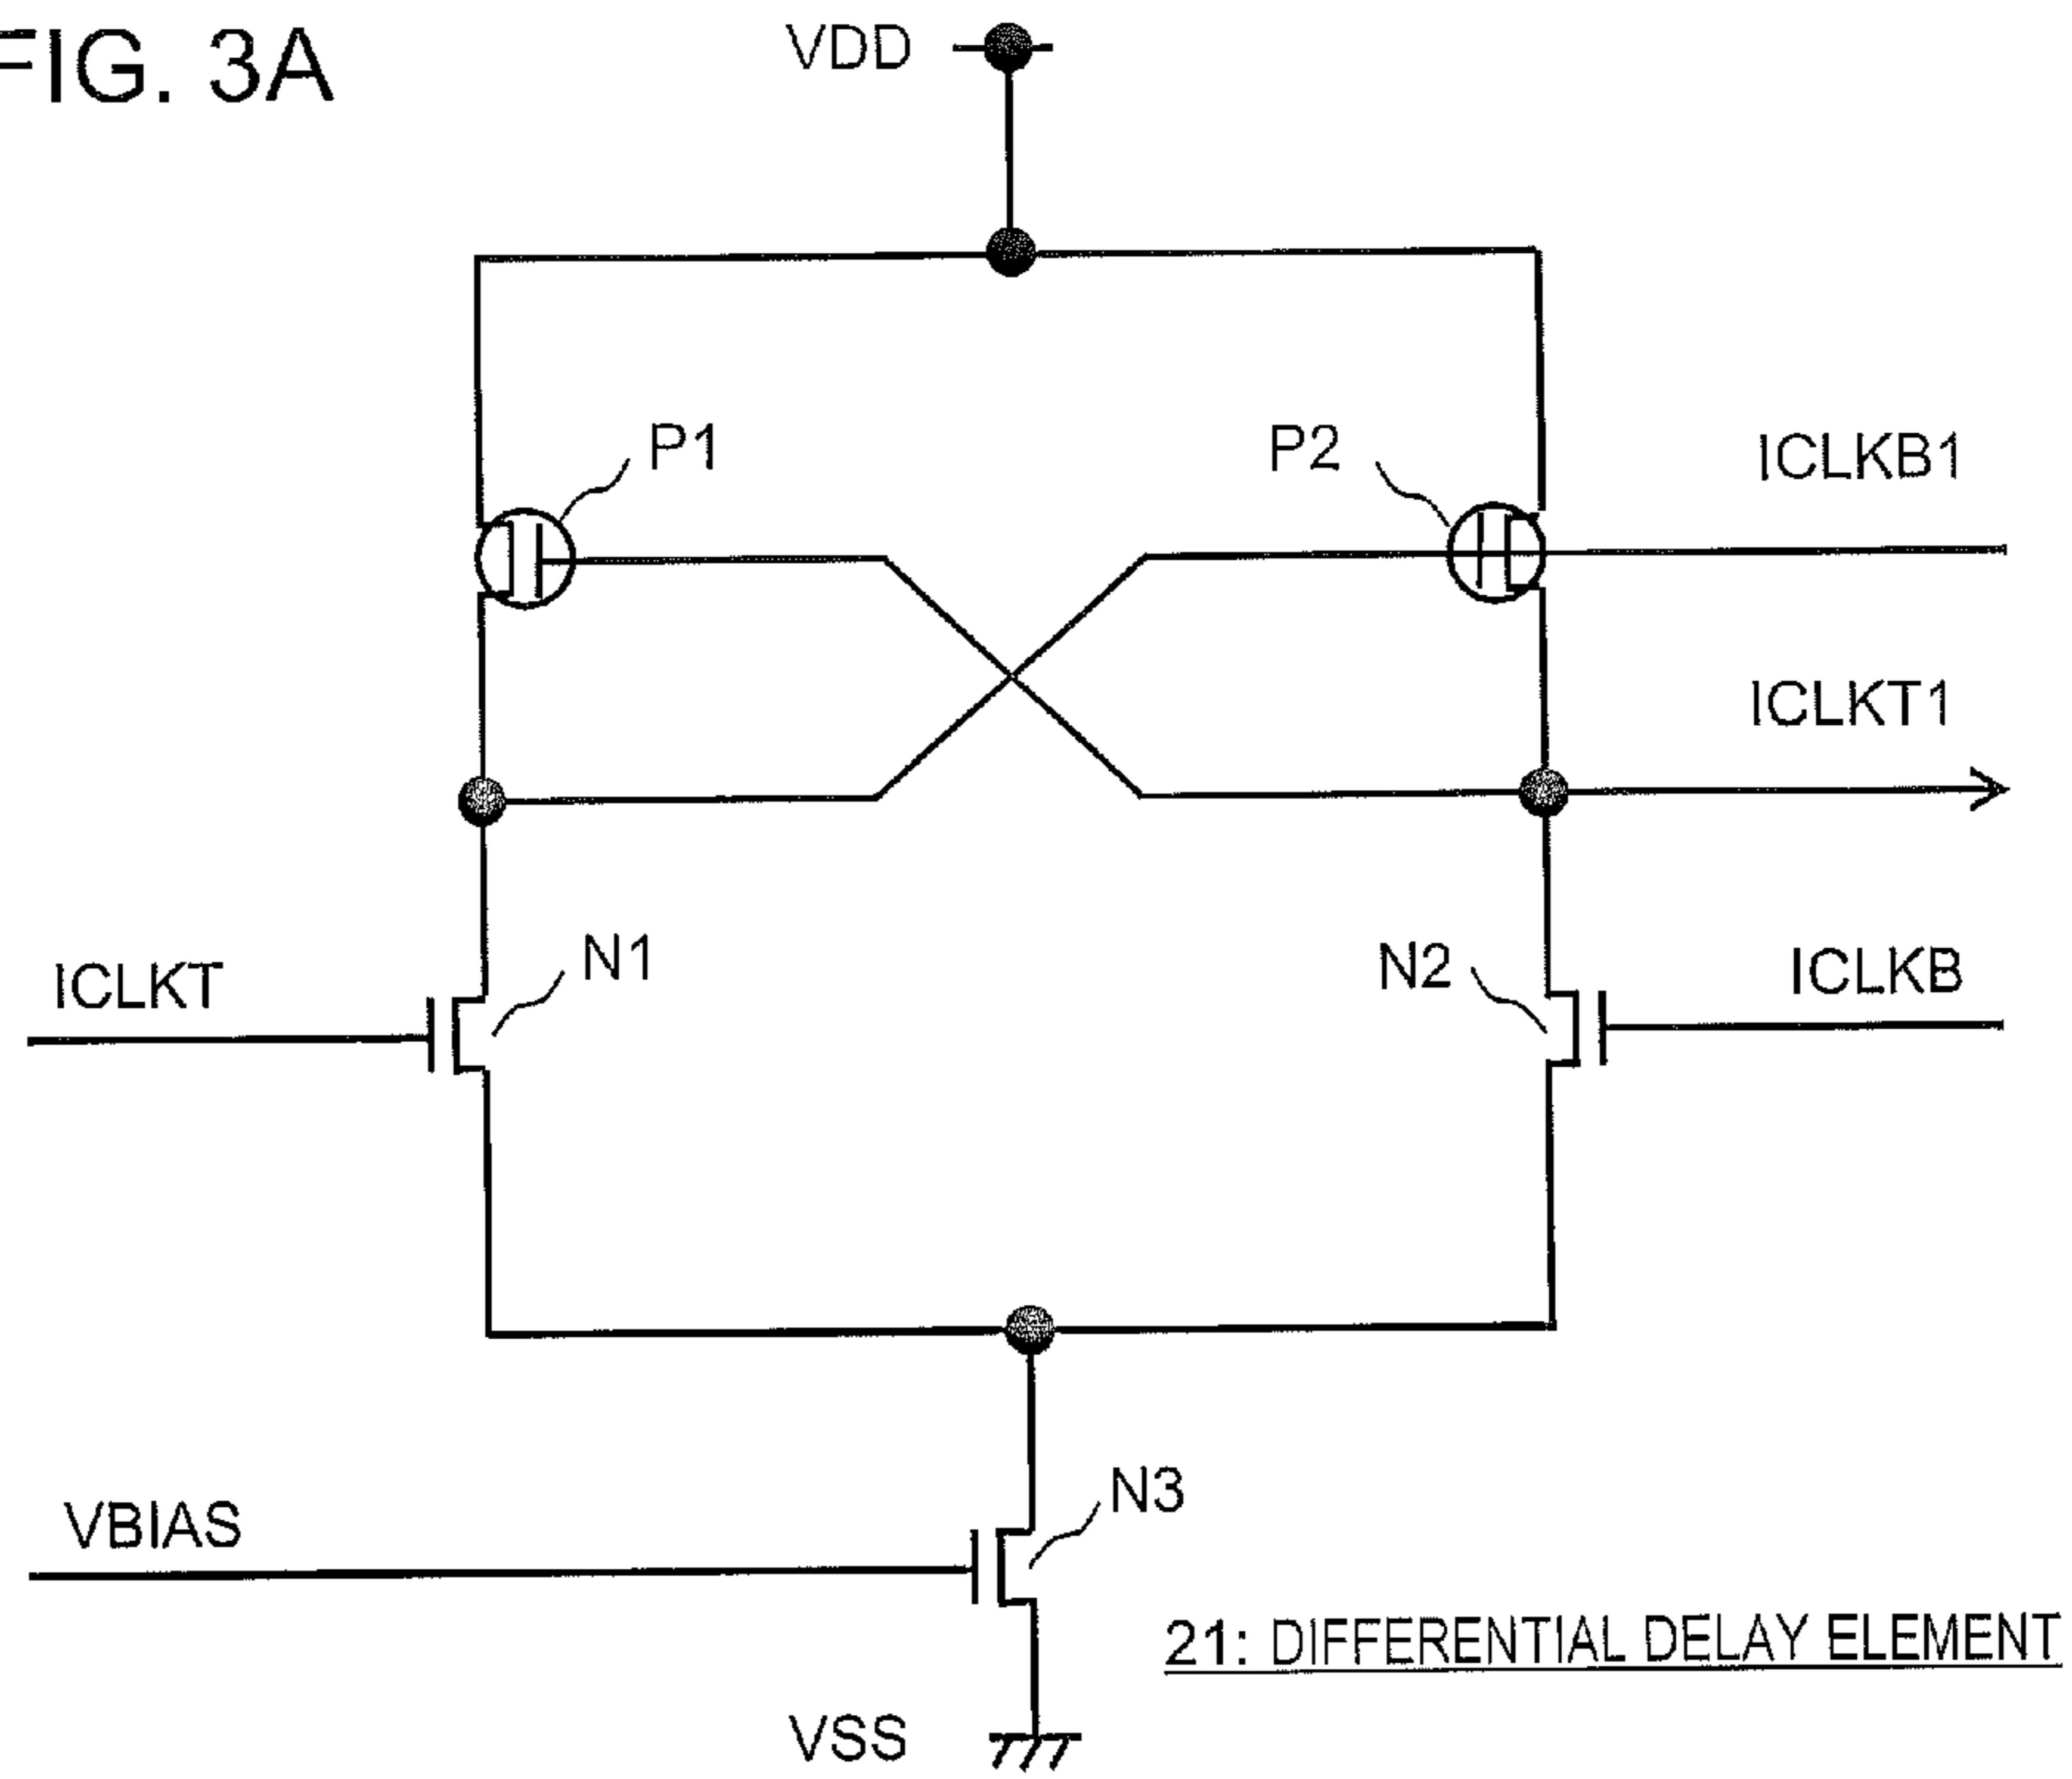 FIG. 3A
VDD
P1
P2
ICLKB1
ICLKT1
ICLKT
N1
N2
ICLKB
VBIAS
N3
21: DIFFERENTIAL DELAY ELEMENT
VSS